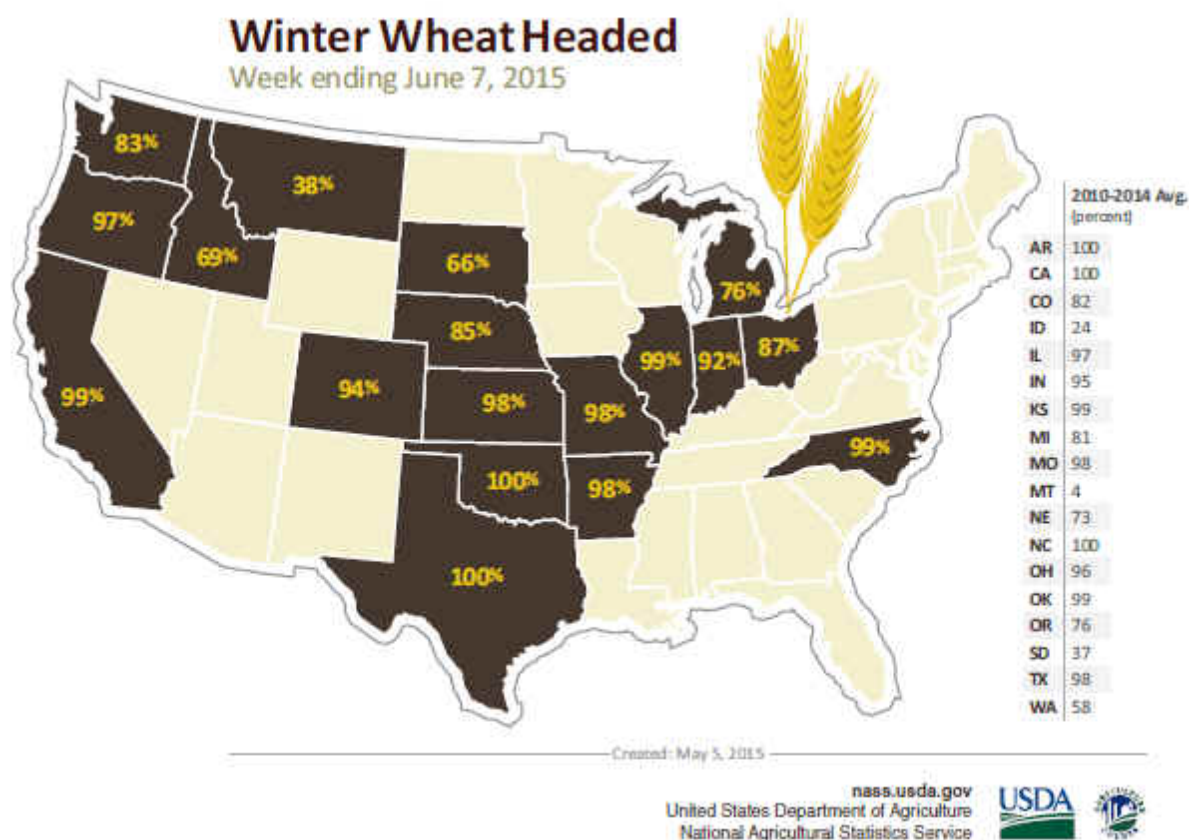 Winter Wheat Headed
Week ending June 7, 2015
83%
38%
97%
69%
66%
76%
85%
99%
92%
87%
94%
99%
98%
98%
99%
100%
98%
100%
2010-2014 Avg.
(percent)
AR 100
CA 100
CO 82
ID 24
IL 97
IN 95
KS 99
MI 81
MO 98
MT 4
NE 73
NC 100
OH 96
OK 99
OR 76
SD 37
TX 98
WA 58
Created: May 5, 2015
nass.usda.gov
United States Department of Agriculture
National Agricultural Statistics Service
USDA